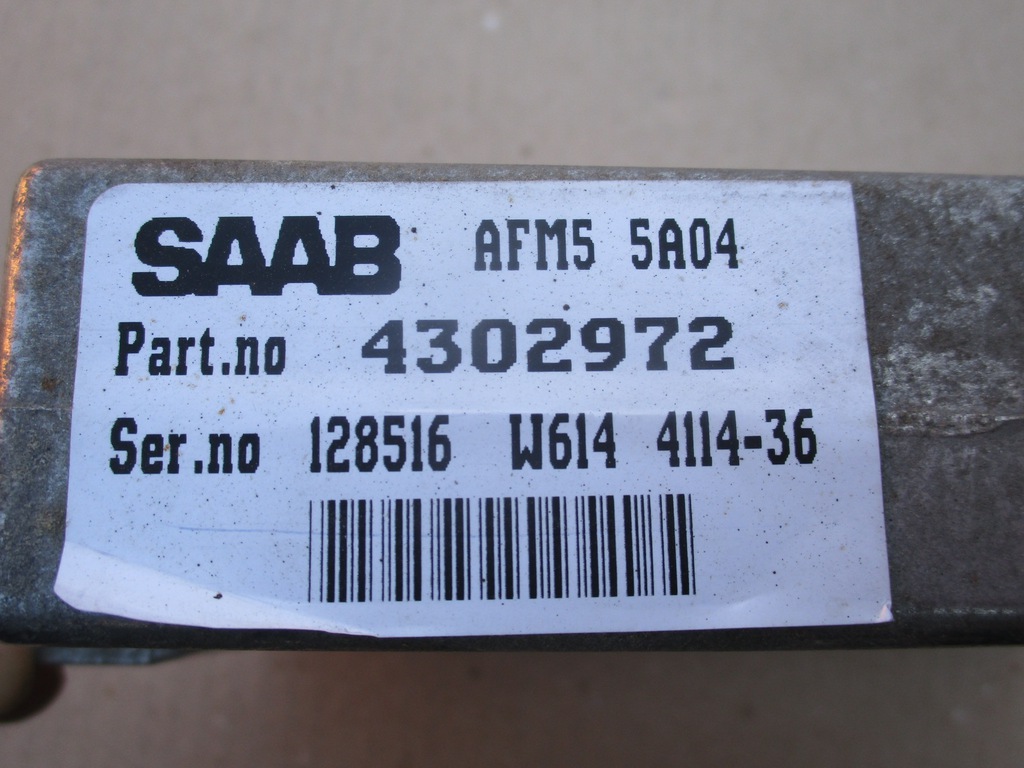 SAAB AFM5 5A04
Part.no 4302972
Ser.no 128516 W614 4114-36